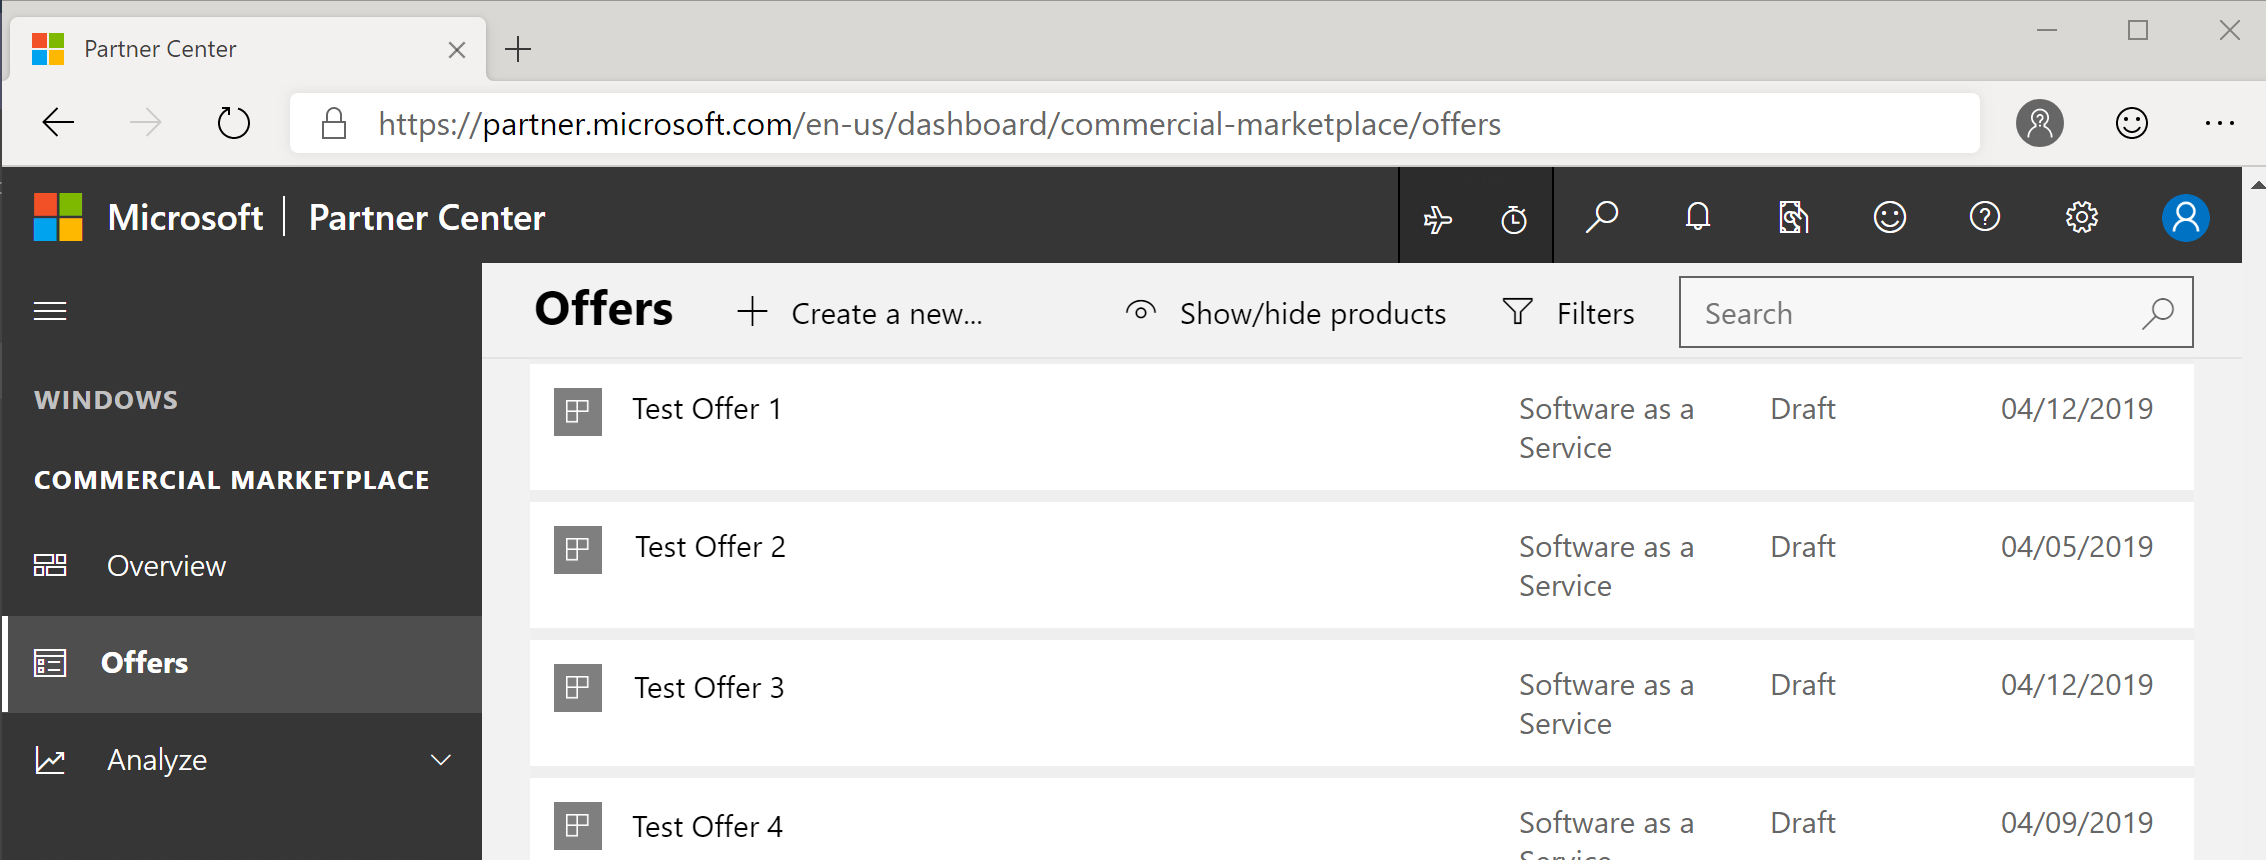 Partner Center
https://partner.microsoft.com/en-us/dashboard/commercial-marketplace/offers
Microsoft | Partner Center
Offers
Create a new...
Show/hide products
Filters
Search
WINDOWS
COMMERCIAL MARKETPLACE
Overview
Offers
Analyze
Test Offer 1
Software as a
Service
Draft
04/12/2019
Test Offer 2
Software as a
Service
Draft
04/05/2019
Test Offer 3
Software as a
Service
Draft
04/12/2019
Test Offer 4
Software as a
Draft
04/09/2019